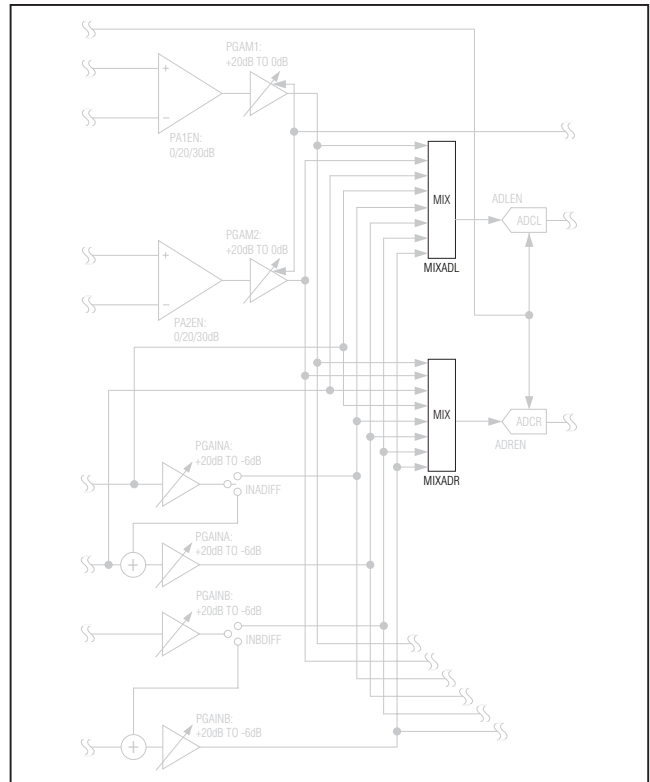 PGAM1:
+20dB TO 0dB
+
−
PA1EN:
0/20/30dB
MIX
ADLEN
ADCL
MIXADL
PGAM2:
+20dB TO 0dB
+
−
PA2EN:
0/20/30dB
MIX
ADCR
ADREN
MIXADR
PGAINA:
+20dB TO -6dB
INADIFF
PGAINA:
+20dB TO -6dB
+
PGAINB:
+20dB TO -6dB
INBDIFF
PGAINB:
+20dB TO -6dB
+